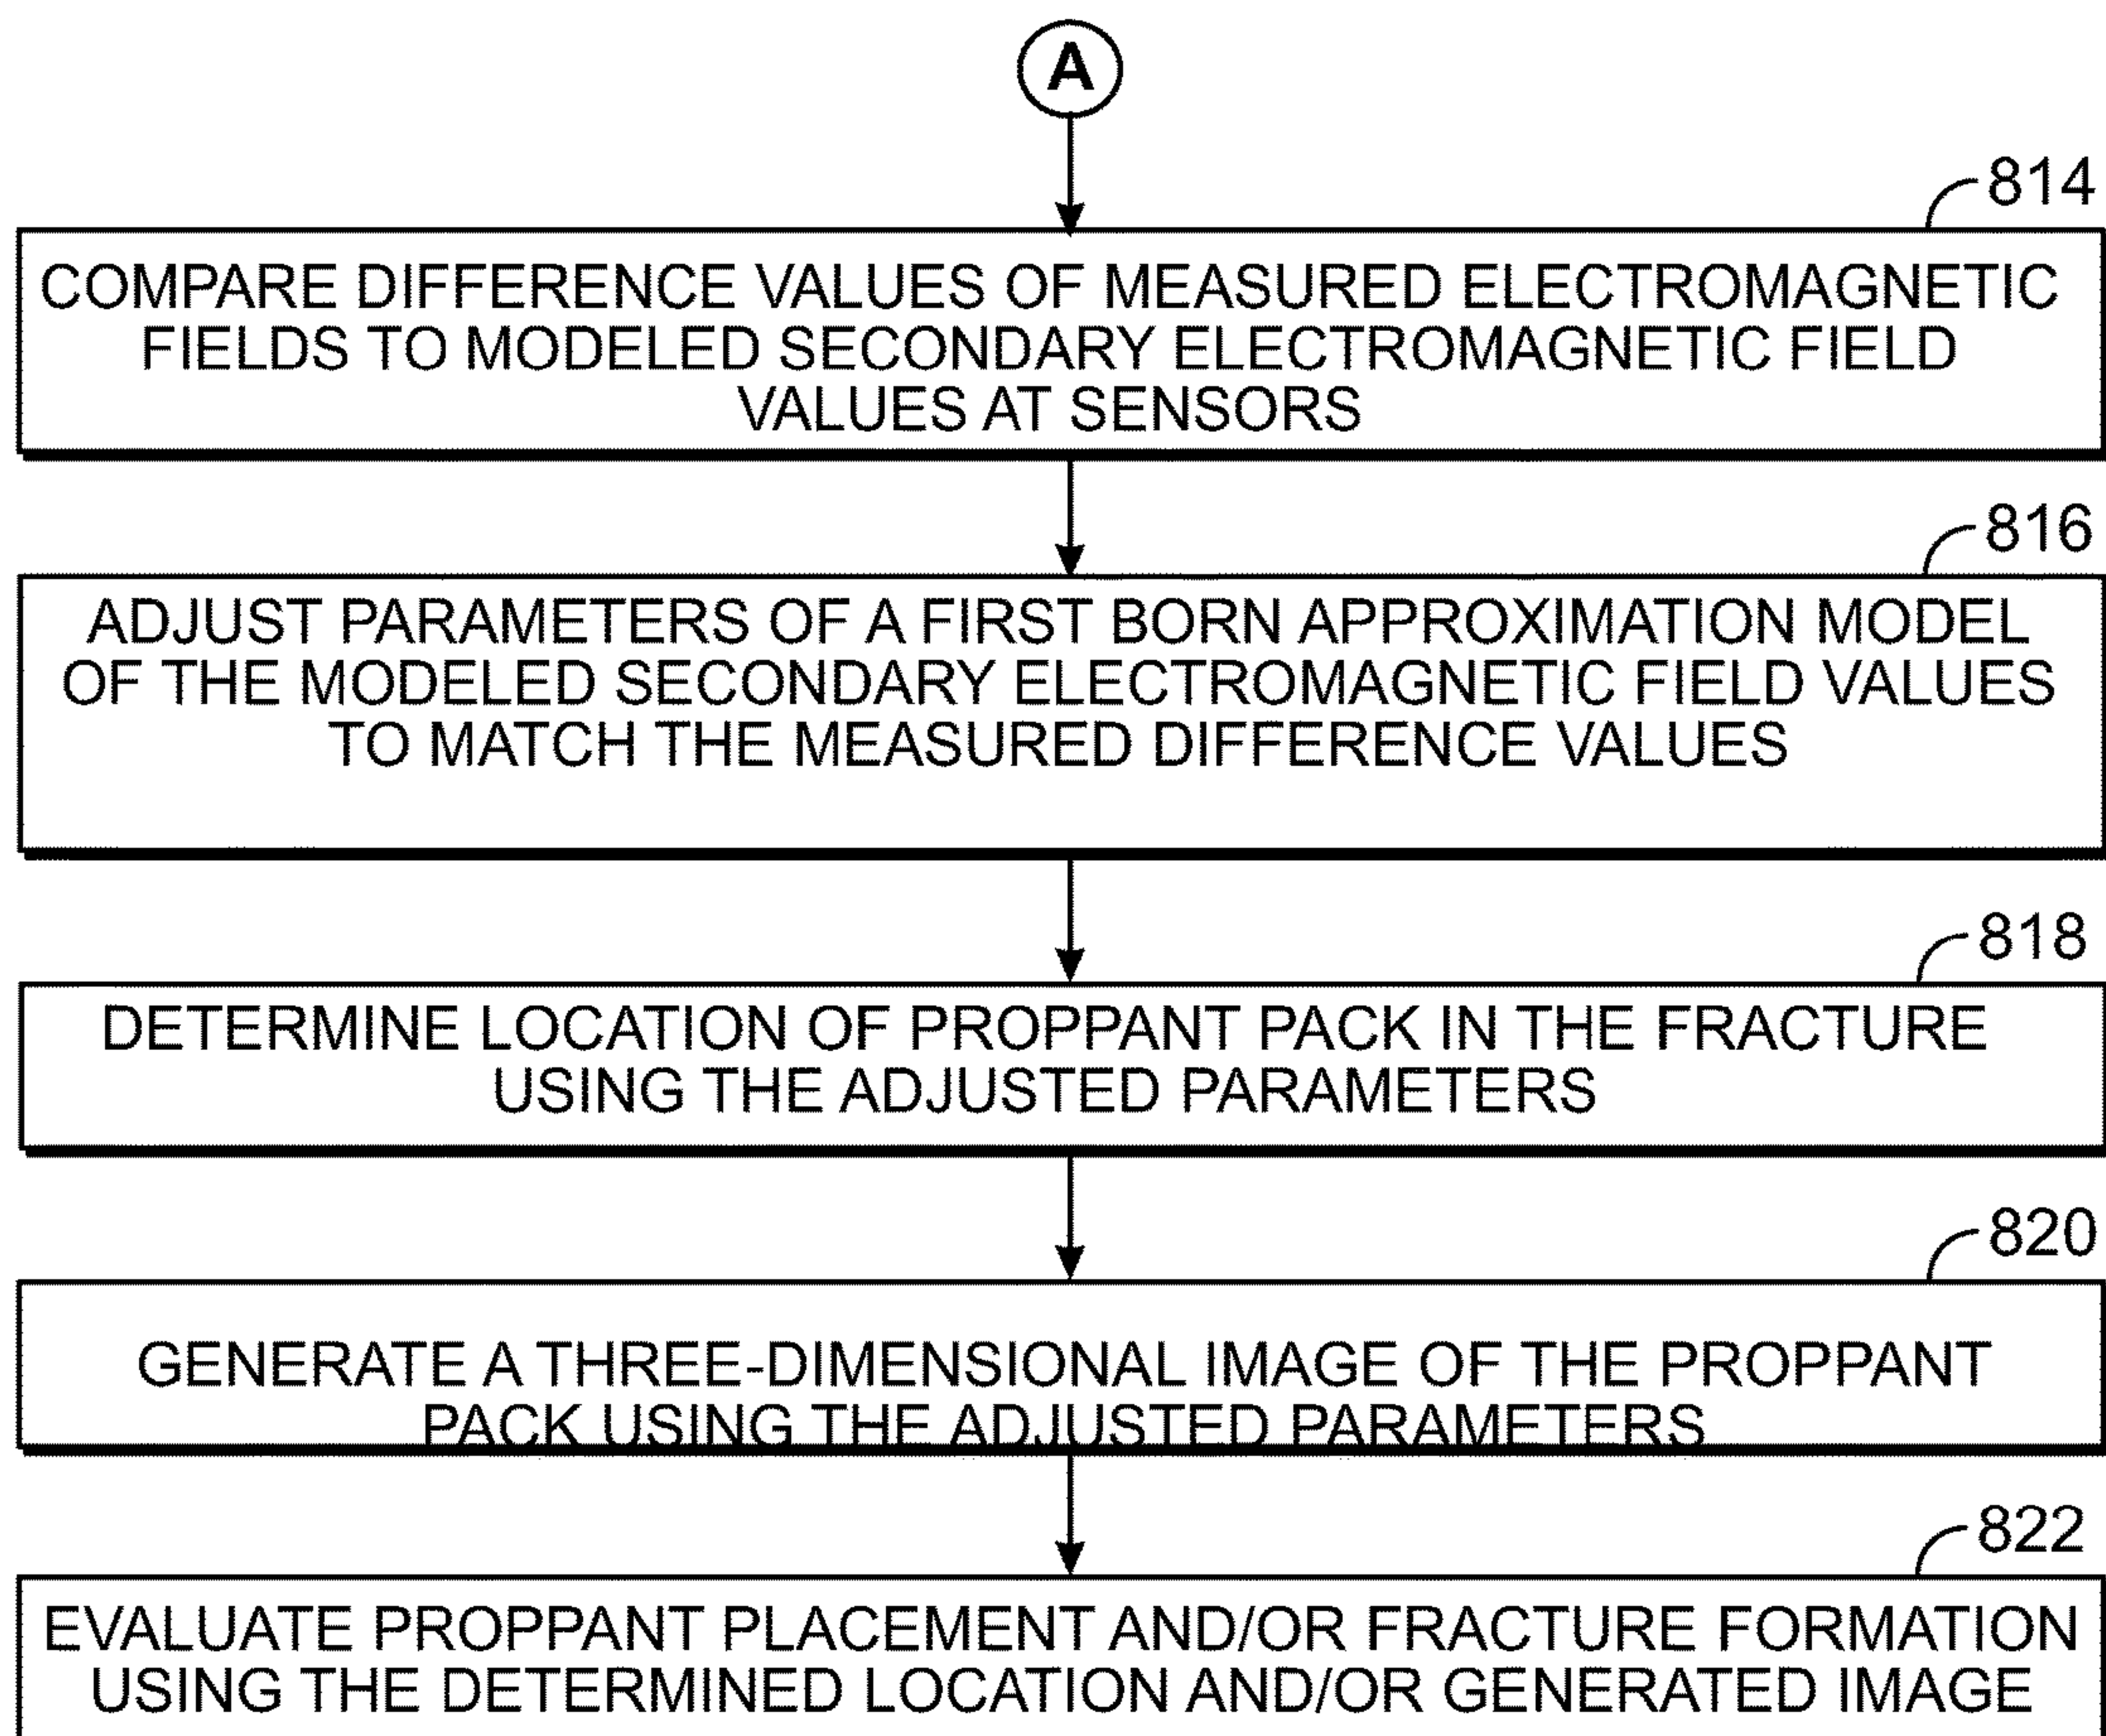 A
814
COMPARE DIFFERENCE VALUES OF MEASURED ELECTROMAGNETIC
FIELDS TO MODELED SECONDARY ELECTROMAGNETIC FIELD
VALUES AT SENSORS
816
ADJUST PARAMETERS OF A FIRST BORN APPROXIMATION MODEL
OF THE MODELED SECONDARY ELECTROMAGNETIC FIELD VALUES
TO MATCH THE MEASURED DIFFERENCE VALUES
818
DETERMINE LOCATION OF PROPPANT PACK IN THE FRACTURE
USING THE ADJUSTED PARAMETERS
820
GENERATE A THREE-DIMENSIONAL IMAGE OF THE PROPPANT
PACK USING THE ADJUSTED PARAMETERS
822
EVALUATE PROPPANT PLACEMENT AND/OR FRACTURE FORMATION
USING THE DETERMINED LOCATION AND/OR GENERATED IMAGE